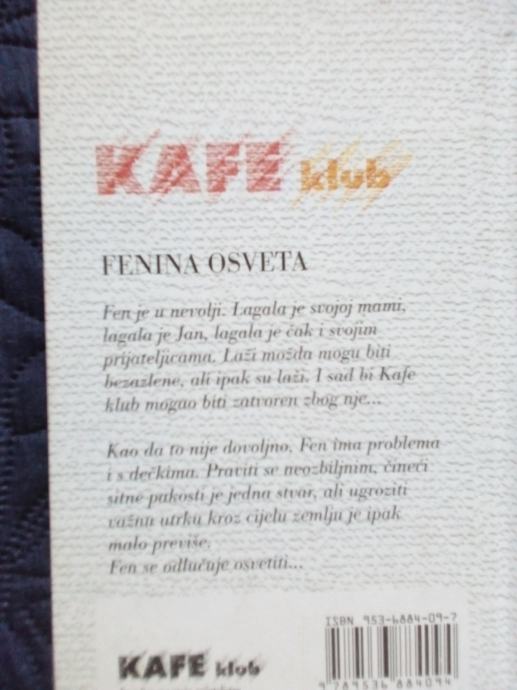 KAFE klub
FENINA OSVETA
Fen je u nevolji. Lagala je svojoj mami,
lagala je Jan, lagala je čak i svojim
prijateljicama. Laži možda mogu biti
bezazlene, ali ipak su laži. I sad bi Kafe
klub mogao biti zatvoren zbog nje...
Kao da to nije dovoljno, Fen ima problema
i s dečkima. Praviti se neozbiljnim, čineći
sitne pakosti je jedna stvar, ali ugroziti
važnu utrku kroz cijelu zemlju je ipak
malo previše.
Fen se odlučuje osvetiti...
ISBN 953-6884-09-7
KAFE klub
9 789536 884094